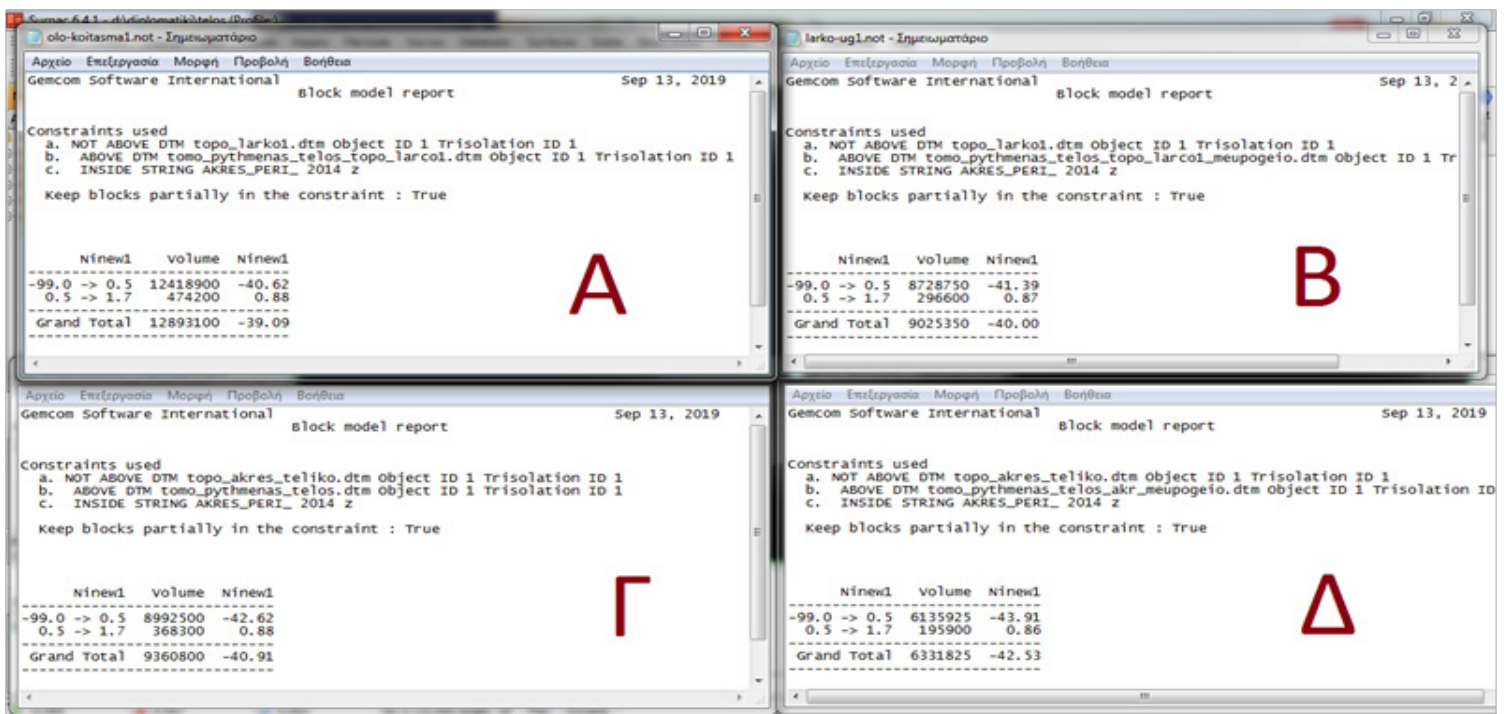 Surpac 6.4.1 - d:\diplomatiki\telos (Profile )
olo-koitasma1.not - Σημειωματάριο
Αρχείο Επεξεργασία Μορφή Προβολή Βοήθεια
Gemcom Software International Sep 13, 2019
Block model report
Constraints used
a. NOT ABOVE DTM topo_larko1.dtm Object ID 1 Trisolation ID 1
b. ABOVE DTM tomo_pythmenas_telos_topo_larco1.dtm Object ID 1 Trisolation ID 1
c. INSIDE STRING AKRES_PERI_ 2014 z
Keep blocks partially in the constraint : True
Ninew1 Volume Ninew1
-99.0 -> 0.5 12418900 -40.62
0.5 -> 1.7 474200 0.88
Grand Total 12893100 -39.09
A
larko-ug1.not - Σημειωματάριο
Αρχείο Επεξεργασία Μορφή Προβολή Βοήθεια
Gemcom Software International Sep 13, 2
Block model report
Constraints used
a. NOT ABOVE DTM topo_larko1.dtm Object ID 1 Trisolation ID 1
b. ABOVE DTM tomo_pythmenas_telos_topo_larco1_meupogeio.dtm Object ID 1 Tr
c. INSIDE STRING AKRES_PERI_ 2014 z
Keep blocks partially in the constraint : True
Ninew1 Volume Ninew1
-99.0 -> 0.5 8728750 -41.39
0.5 -> 1.7 296600 0.87
Grand Total 9025350 -40.00
B
Αρχείο Επεξεργασία Μορφή Προβολή Βοήθεια
Gemcom Software International Sep 13, 2019
Block model report
Constraints used
a. NOT ABOVE DTM topo_akres_teliko.dtm Object ID 1 Trisolation ID 1
b. ABOVE DTM tomo_pythmenas_telos.dtm Object ID 1 Trisolation ID 1
c. INSIDE STRING AKRES_PERI_ 2014 z
Keep blocks partially in the constraint : True
Ninew1 Volume Ninew1
-99.0 -> 0.5 8992500 -42.62
0.5 -> 1.7 368300 0.88
Grand Total 9360800 -40.91
Γ
Αρχείο Επεξεργασία Μορφή Προβολή Βοήθεια
Gemcom Software International Sep 13, 2019
Block model report
Constraints used
a. NOT ABOVE DTM topo_akres_teliko.dtm Object ID 1 Trisolation ID 1
b. ABOVE DTM tomo_pythmenas_telos_akr_meupogeio.dtm Object ID 1 Trisolation ID
c. INSIDE STRING AKRES_PERI_ 2014 z
Keep blocks partially in the constraint : True
Ninew1 Volume Ninew1
-99.0 -> 0.5 6135925 -43.91
0.5 -> 1.7 195900 0.86
Grand Total 6331825 -42.53
Δ